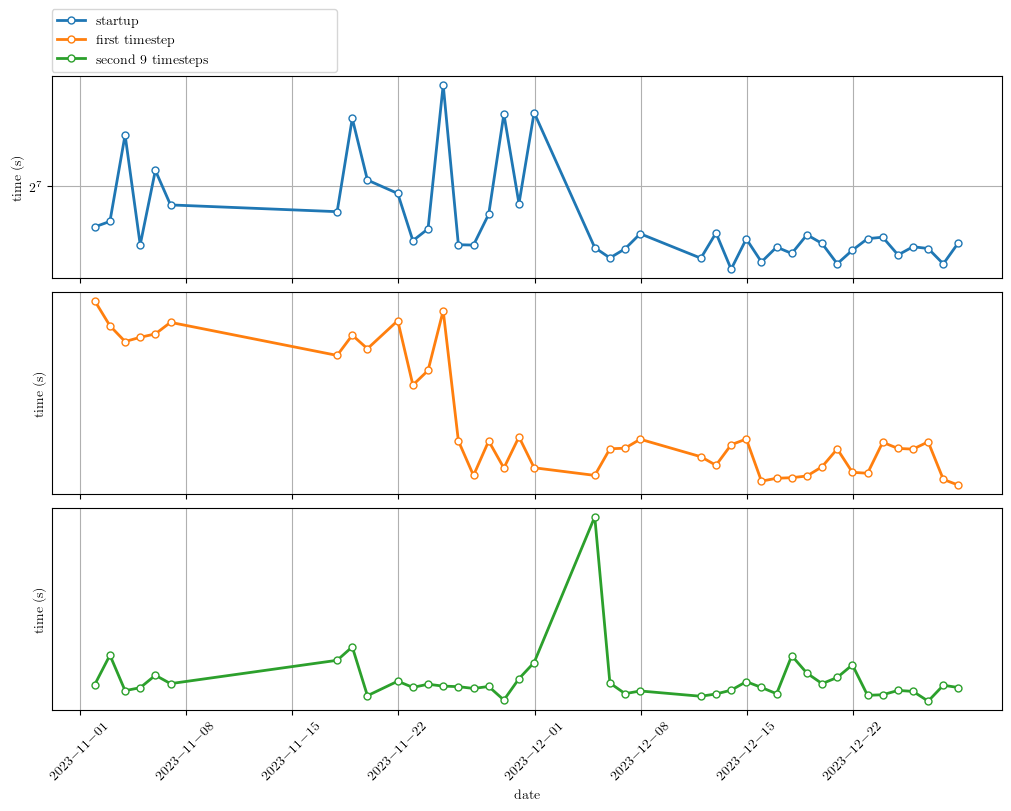 startup
first timestep
second 9 timesteps
time (s)
2^7
time (s)
time (s)
2023−11−01
2023−11−08
2023−11−15
2023−11−22
2023−12−01
2023−12−08
2023−12−15
2023−12−22
date